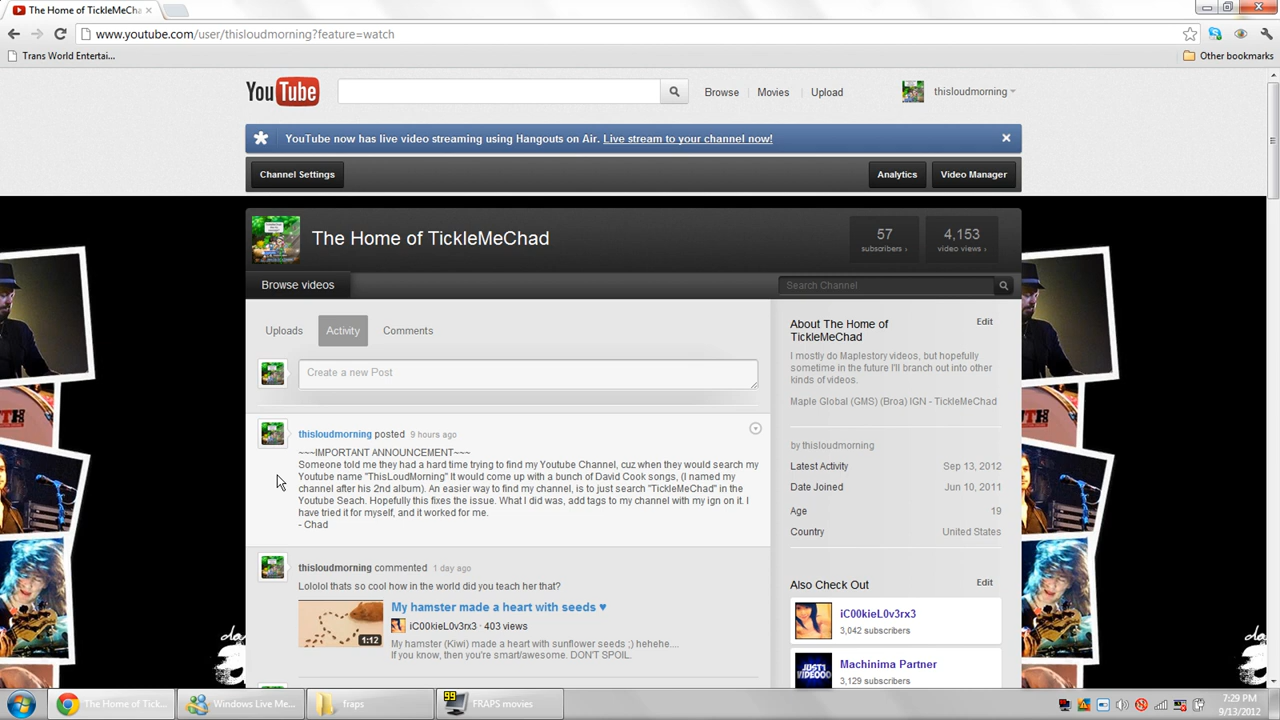 The Home of TickleMeCha
www.youtube.com/user/thisloudmorning?feature=watch
Trans World Entertai...
Other bookmarks
YouTube
Browse
Movies
Upload
thisloudmorning
YouTube now has live video streaming using Hangouts on Air. Live stream to your channel now!
Channel Settings
Analytics
Video Manager
The Home of TickleMeChad
57
subscribers ›
4,153
video views ›
Browse videos
Search Channel
Uploads
Activity
Comments
Create a new Post
thisloudmorning posted 9 hours ago
~~~IMPORTANT ANNOUNCEMENT~~~
Someone told me they had a hard time trying to find my Youtube Channel, cuz when they would search my
Youtube name "ThisLoudMorning" It would come up with a bunch of David Cook songs, (I named my
channel after his 2nd album). An easier way to find my channel, is to just search "TickleMeChad" in the
Youtube Seach. Hopefully this fixes the issue. What I did was, add tags to my channel with my ign on it. I
have tried it for myself, and it worked for me.
- Chad
thisloudmorning commented 1 day ago
Lololol thats so cool how in the world did you teach her that?
1:12
My hamster made a heart with seeds ♥
iC00kieL0v3rx3 · 403 views
My hamster (Kiwi) made a heart with sunflower seeds ;) hehehe....
If you know, then you're smart/awesome. DON'T SPOIL.
About The Home of
TickleMeChad
Edit
I mostly do Maplestory videos, but hopefully
sometime in the future I'll branch out into other
kinds of videos.
Maple Global (GMS) (Broa) IGN - TickleMeChad
by thisloudmorning
Latest Activity Sep 13, 2012
Date Joined Jun 10, 2011
Age 19
Country United States
Also Check Out
Edit
iC00kieL0v3rx3
3,042 subscribers
Machinima Partner
3,129 subscribers
The Home of Tick...
Windows Live Me...
fraps
99
FRAPS movies
7:29 PM
9/13/2012